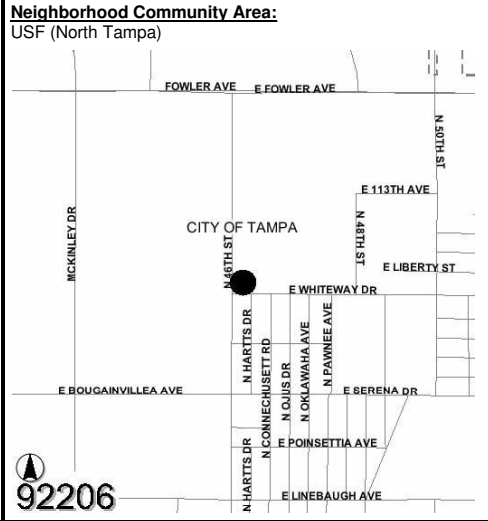 Neighborhood Community Area:
USF (North Tampa)
FOWLER AVE
E FOWLER AVE
N 50TH ST
E 113TH AVE
MCKINLEY DR
N 46TH ST
CITY OF TAMPA
N 48TH ST
E LIBERTY ST
E WHITEWAY DR
N HARTTS DR
N CONNECHUSETT RD
N OJUS DR
N OKLAWAHA AVE
N PAWNEE AVE
E BOUGAINVILLEA AVE
E SERENA DR
E POINSETTIA AVE
N HARTTS DR
E LINEBAUGH AVE
92206